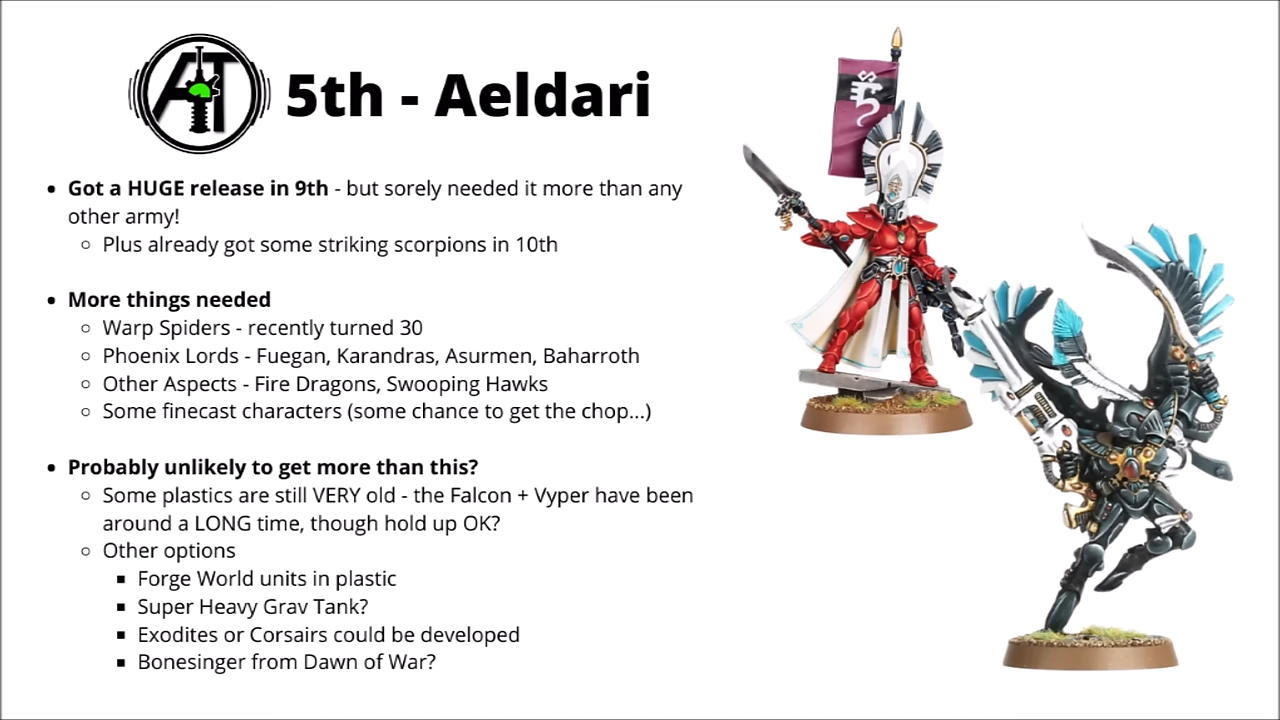 AT
5th - Aeldari
• Got a HUGE release in 9th - but sorely needed it more than any
other army!
○ Plus already got some striking scorpions in 10th
• More things needed
○ Warp Spiders - recently turned 30
○ Phoenix Lords - Fuegan, Karandras, Asurmen, Baharroth
○ Other Aspects - Fire Dragons, Swooping Hawks
○ Some finecast characters (some chance to get the chop...)
• Probably unlikely to get more than this?
○ Some plastics are still VERY old - the Falcon + Vyper have been
around a LONG time, though hold up OK?
○ Other options
▪ Forge World units in plastic
▪ Super Heavy Grav Tank?
▪ Exodites or Corsairs could be developed
▪ Bonesinger from Dawn of War?